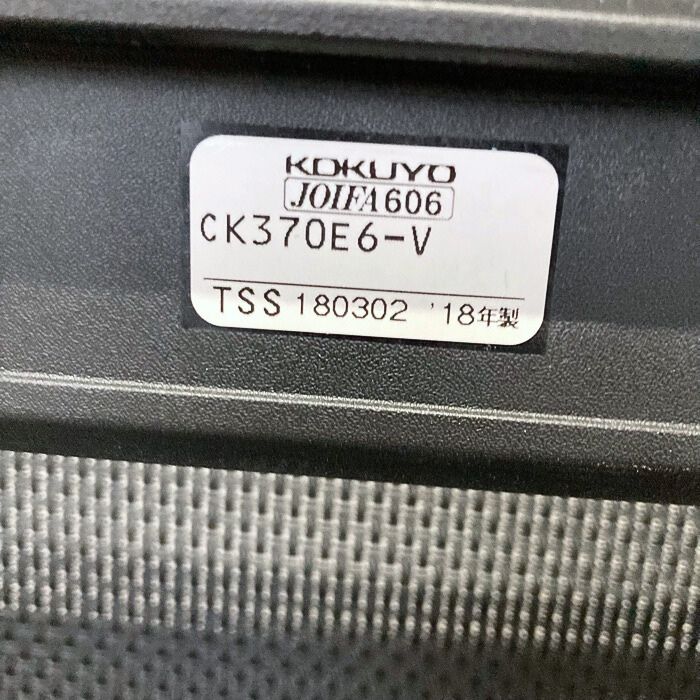 KOKUYO
JOIFA606
CK370E6-V
TSS 180302 '18年製